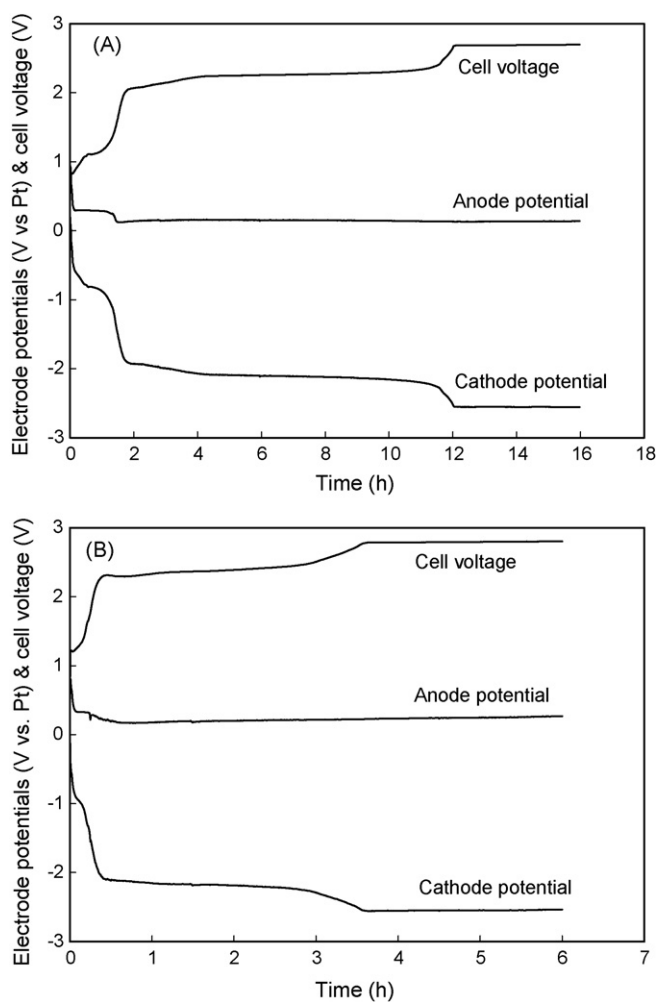 (A)
Electrode potentials (V vs Pt) & cell voltage (V)
3
2
1
0
-1
-2
-3
Cell voltage
Anode potential
Cathode potential
0 2 4 6 8 10 12 14 16 18
Time (h)
(B)
Electrode potentials (V vs. Pt) & cell voltage (V)
3
2
1
0
-1
-2
-3
Cell voltage
Anode potential
Cathode potential
0 1 2 3 4 5 6 7
Time (h)